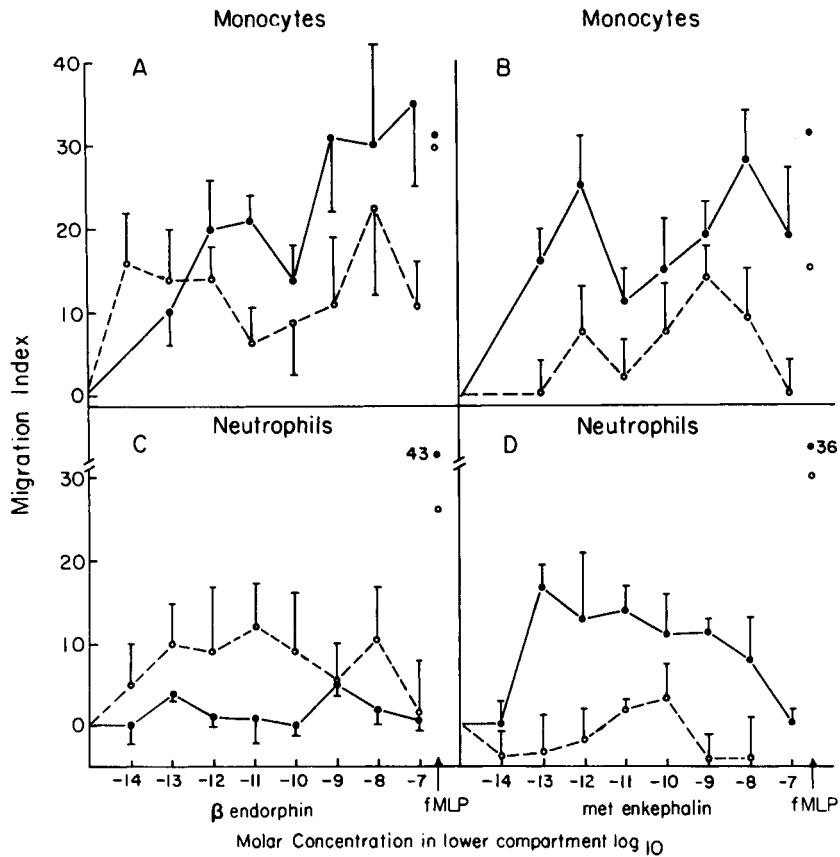 Monocytes Monocytes
A B
40
30
20
10
0
Migration Index
Neutrophils Neutrophils
C D
43 36
30
20
10
0
-14 -13 -12 -11 -10 -9 -8 -7 -14 -13 -12 -11 -10 -9 -8 -7
β endorphin fMLP met enkephalin fMLP
Molar Concentration in lower compartment log 10